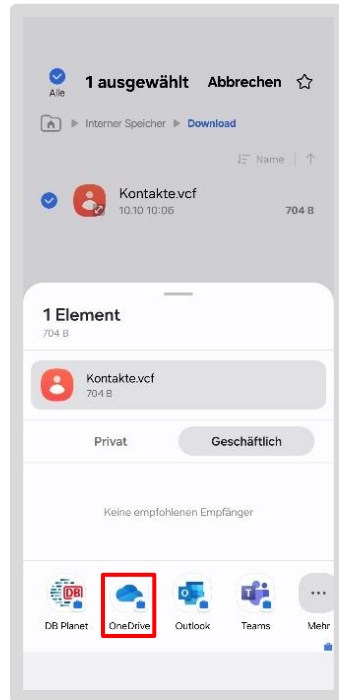 Alle
1 ausgewählt Abbrechen
Interner Speicher Download
Name
Kontakte.vcf
10.10 10:06 704 B
1 Element
704 B
Kontakte.vcf
704 B
Privat Geschäftlich
Keine empfohlenen Empfänger
DB
DB Planet OneDrive Outlook Teams Mehr